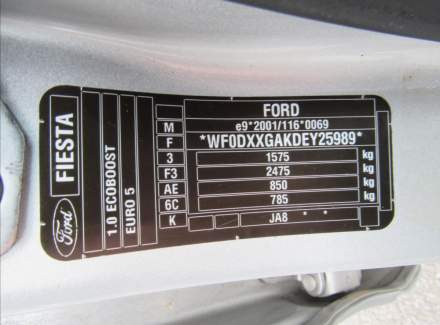 Ford
FIESTA
1.0 ECOBOOST
EURO 5
FORD
M e9*2001/116*0069
F *WF0DXXGAKDEY25989*
3 1575 kg
F3 2475 kg
AE 850 kg
6C 785 kg
K JA8 * *